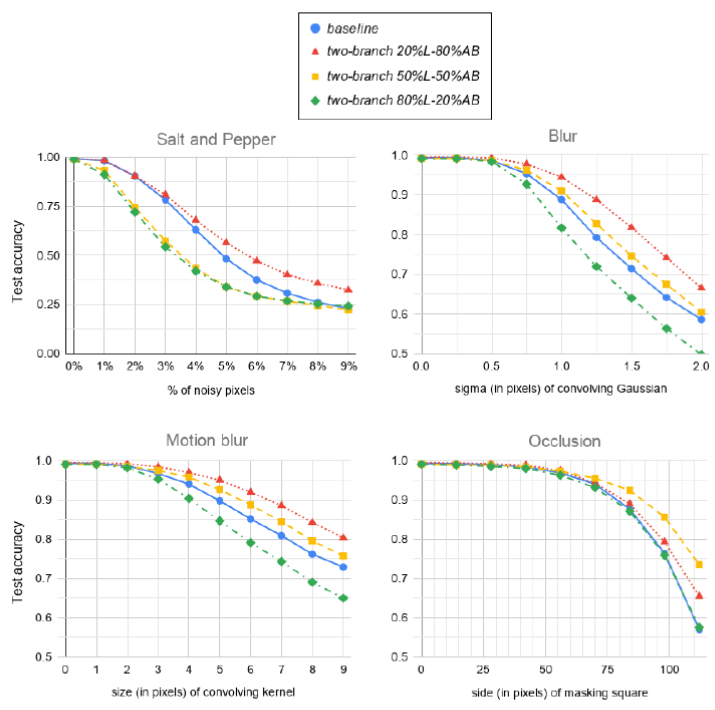 baseline
two-branch 20%L-80%AB
two-branch 50%L-50%AB
two-branch 80%L-20%AB
Salt and Pepper
Test accuracy
1.00
0.75
0.50
0.25
0.00
0% 1% 2% 3% 4% 5% 6% 7% 8% 9%
% of noisy pixels
Blur
1.0
0.9
0.8
0.7
0.6
0.5
0.0 0.5 1.0 1.5 2.0
sigma (in pixels) of convolving Gaussian
Motion blur
Test accuracy
1.0
0.9
0.8
0.7
0.6
0.5
0 1 2 3 4 5 6 7 8 9
size (in pixels) of convolving kernel
Occlusion
1.0
0.9
0.8
0.7
0.6
0.5
0 25 50 75 100
side (in pixels) of masking square